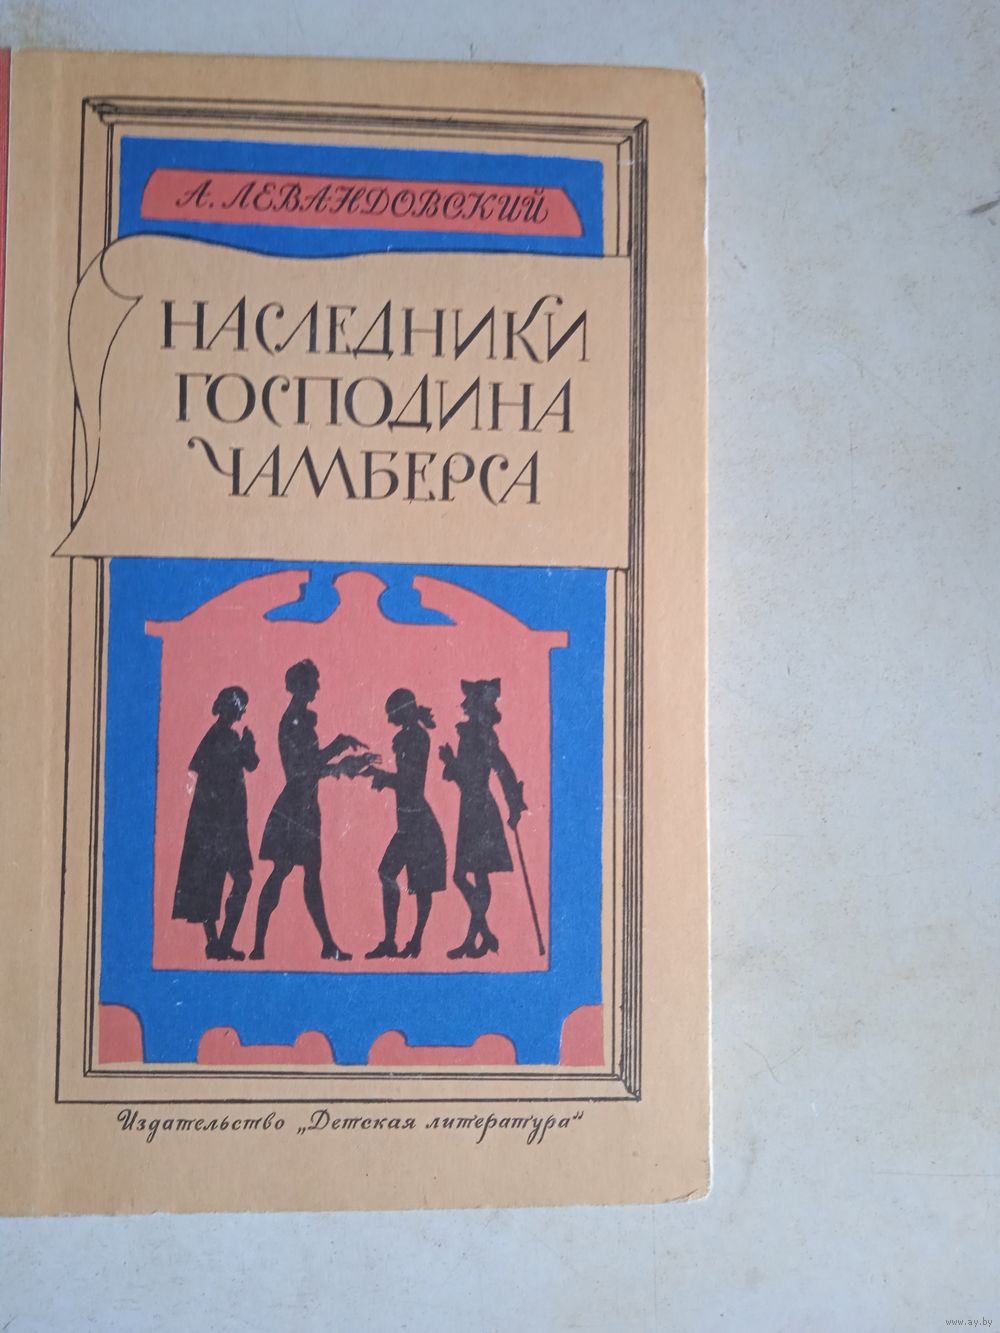 А. ЛЕВАНДОВСКИЙ
НАСЛЕДНИКИ
ГОСПОДИНА
ЧАМБЕРСА
Издательство „Детская литература“
www.ay.by